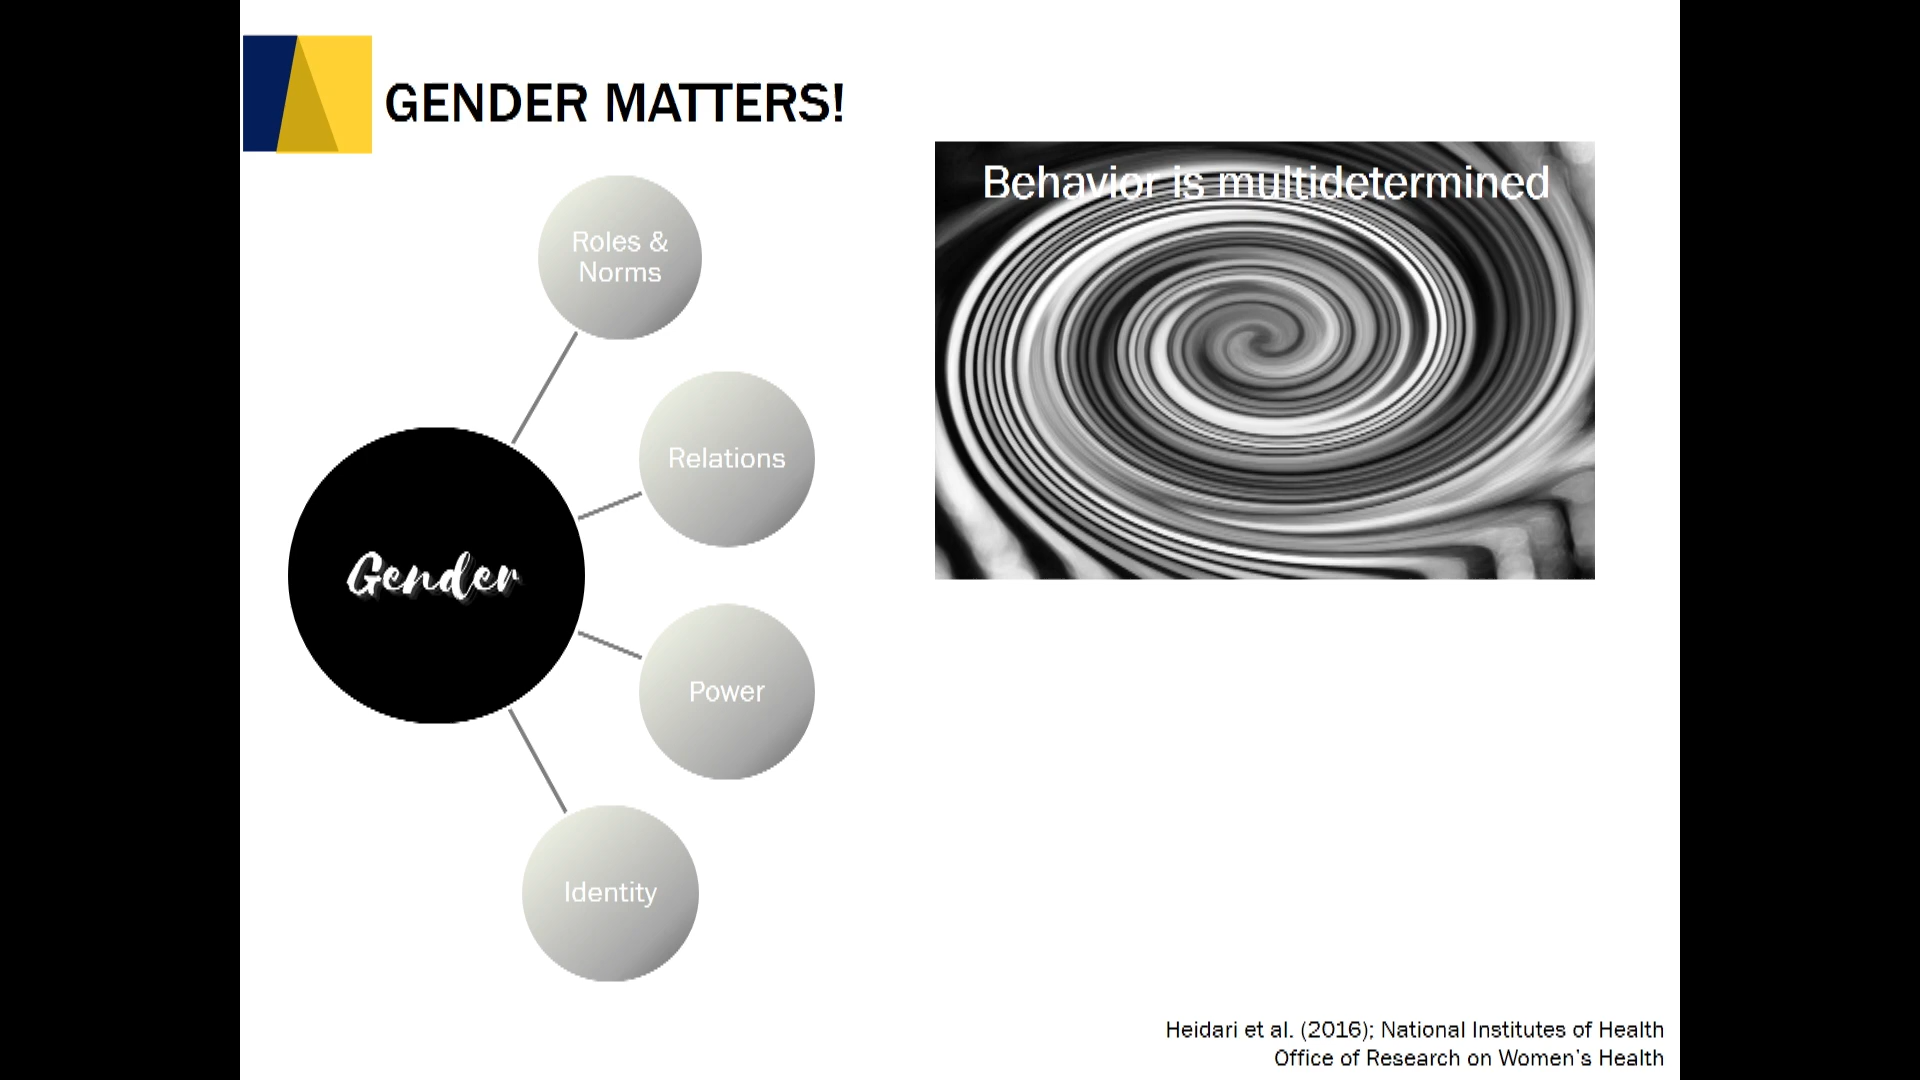 GENDER MATTERS!
Behavior is multidetermined
Roles &
Norms
Relations
Gender
Power
Identity
Heidari et al. (2016); National Institutes of Health
Office of Research on Women's Health